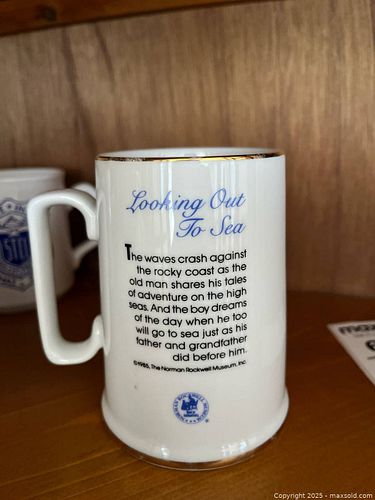 Looking Out
To Sea
The waves crash against
the rocky coast as the
old man shares his tales
of adventure on the high
seas. And the boy dreams
of the day when he too
will go to sea just as his
father and grandfather
did before him.
©1985, The Norman Rockwell Museum, Inc.
Copyright 2025 - maxsold.com